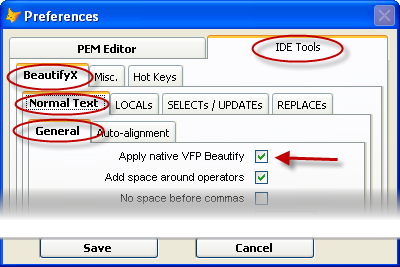 Preferences
PEM Editor IDE Tools
BeautifyX Misc. Hot Keys
Normal Text LOCALs SELECTs / UPDATEs REPLACEs
General Auto-alignment
Apply native VFP Beautify
Add space around operators
No space before commas
Save Cancel